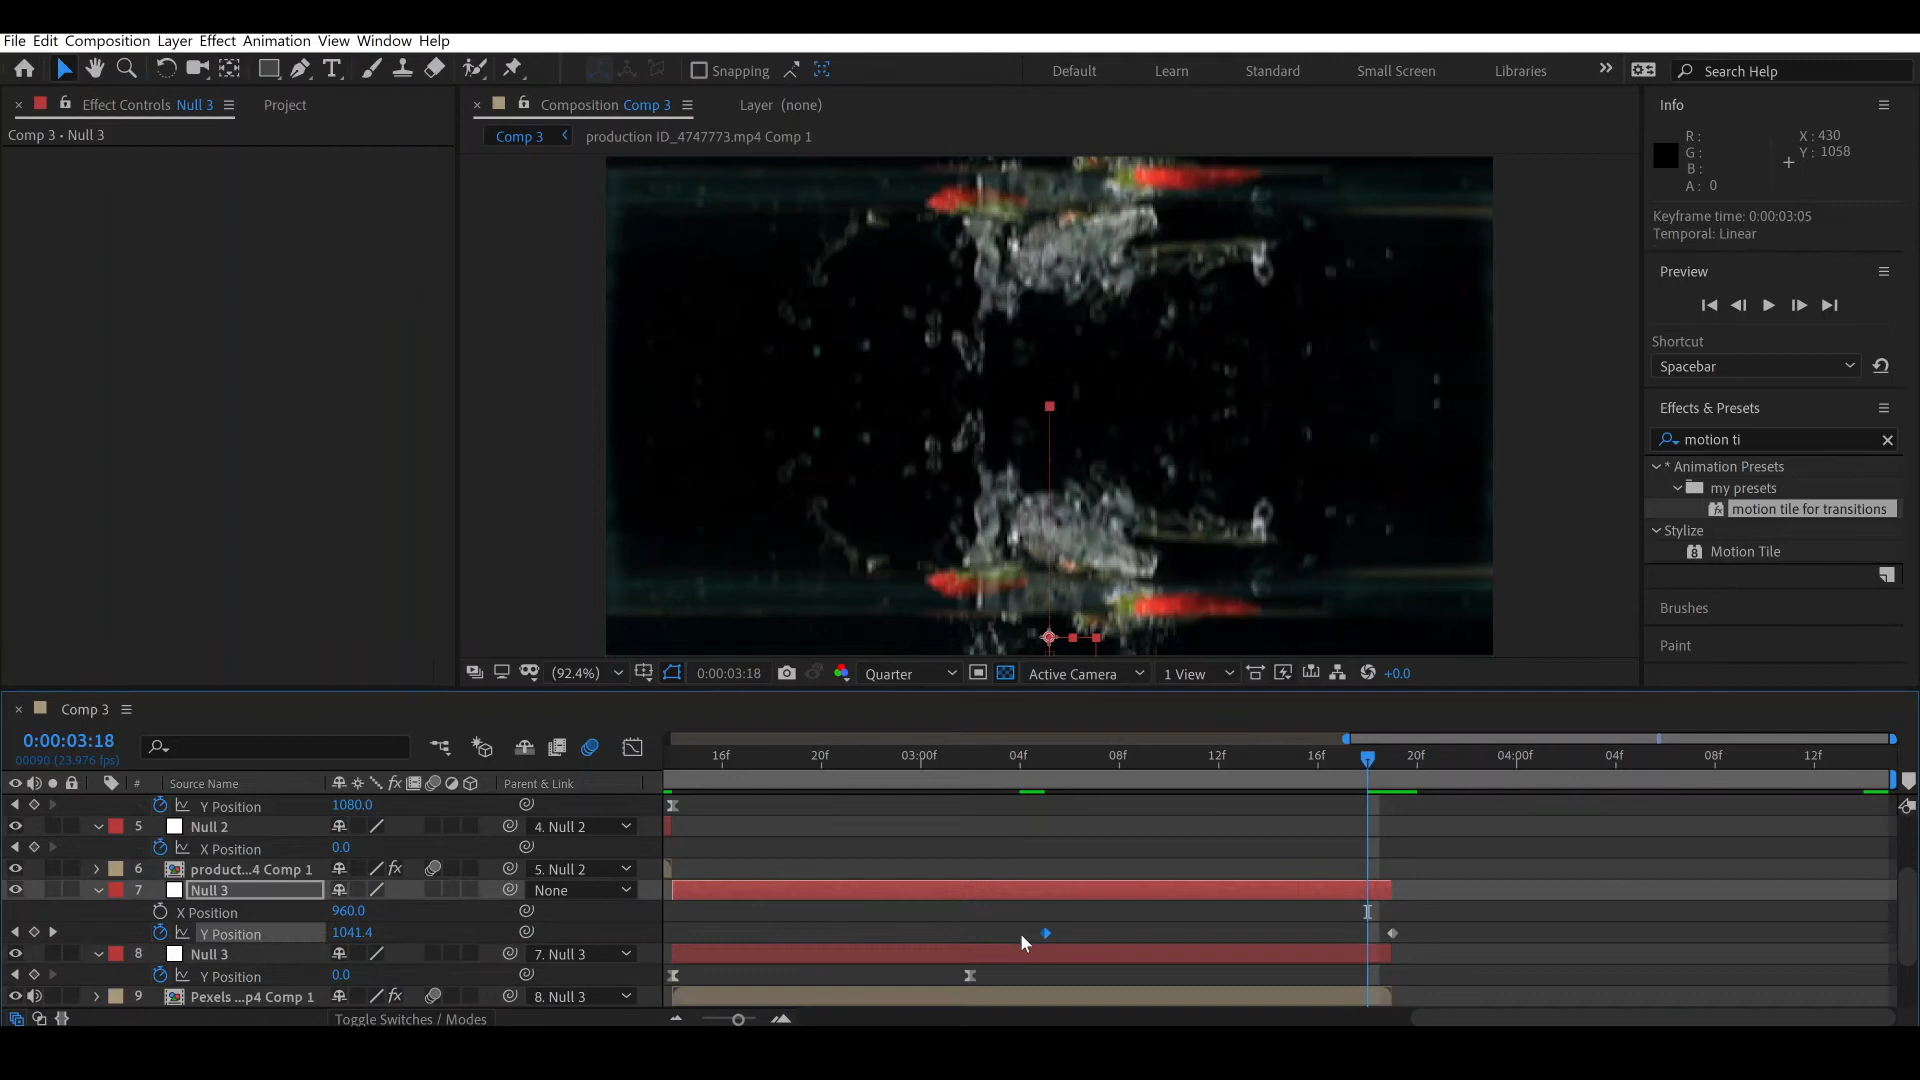 File Edit Composition Layer Effect Animation View Window Help
Snapping Default Learn Standard Small Screen Libraries Search Help
Effect Controls Null 3 Project
Comp 3 • Null 3
Composition Comp 3 Layer (none)
Comp 3 production ID_4747773.mp4 Comp 1
Info
R : X : 430
G : Y : 1058
B :
A : 0
Keyframe time: 0:00:03;05
Temporal: Linear
Preview
Shortcut
Spacebar
Effects & Presets
motion ti
* Animation Presets
my presets
motion tile for transitions
Stylize
Motion Tile
Brushes
Paint
(92.4%) 0:00:03:18 Quarter Active Camera 1 View +0.0
Comp 3
0:00:03:18
00090 (23.976 fps)
16f 20f 03:00f 04f 08f 12f 16f 20f 04:00f 04f 08f 12f
# Source Name Parent & Link
Y Position 1080.0
5 Null 2 4. Null 2
X Position 0.0
6 product...4 Comp 1 5. Null 2
7 Null 3 None
X Position 960.0
Y Position 1041.4
8 Null 3 7. Null 3
Y Position 0.0
9 Pexels ...p4 Comp 1 8. Null 3
Toggle Switches / Modes